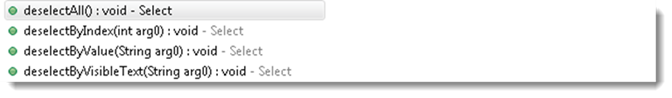 deselectAll() : void - Select
deselectByIndex(int arg0) : void - Select
deselectByValue(String arg0) : void - Select
deselectByVisibleText(String arg0) : void - Select